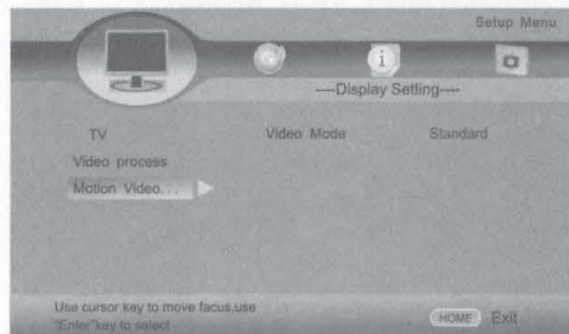 Setup Menu
i
----Display Setting----
TV Video Mode Standard
Video process
Motion Video. . .
Use cursor key to move facus,use
"Enter"key to select
HOME Exit